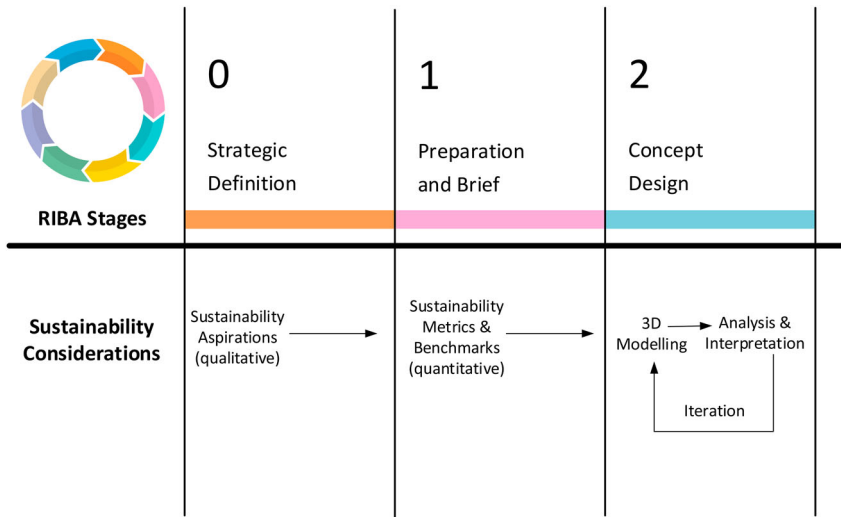 0
Strategic
Definition
1
Preparation
and Brief
2
Concept
Design
RIBA Stages
Sustainability
Considerations
Sustainability
Aspirations
(qualitative)
Sustainability
Metrics &
Benchmarks
(quantitative)
3D
Modelling
Analysis &
Interpretation
Iteration